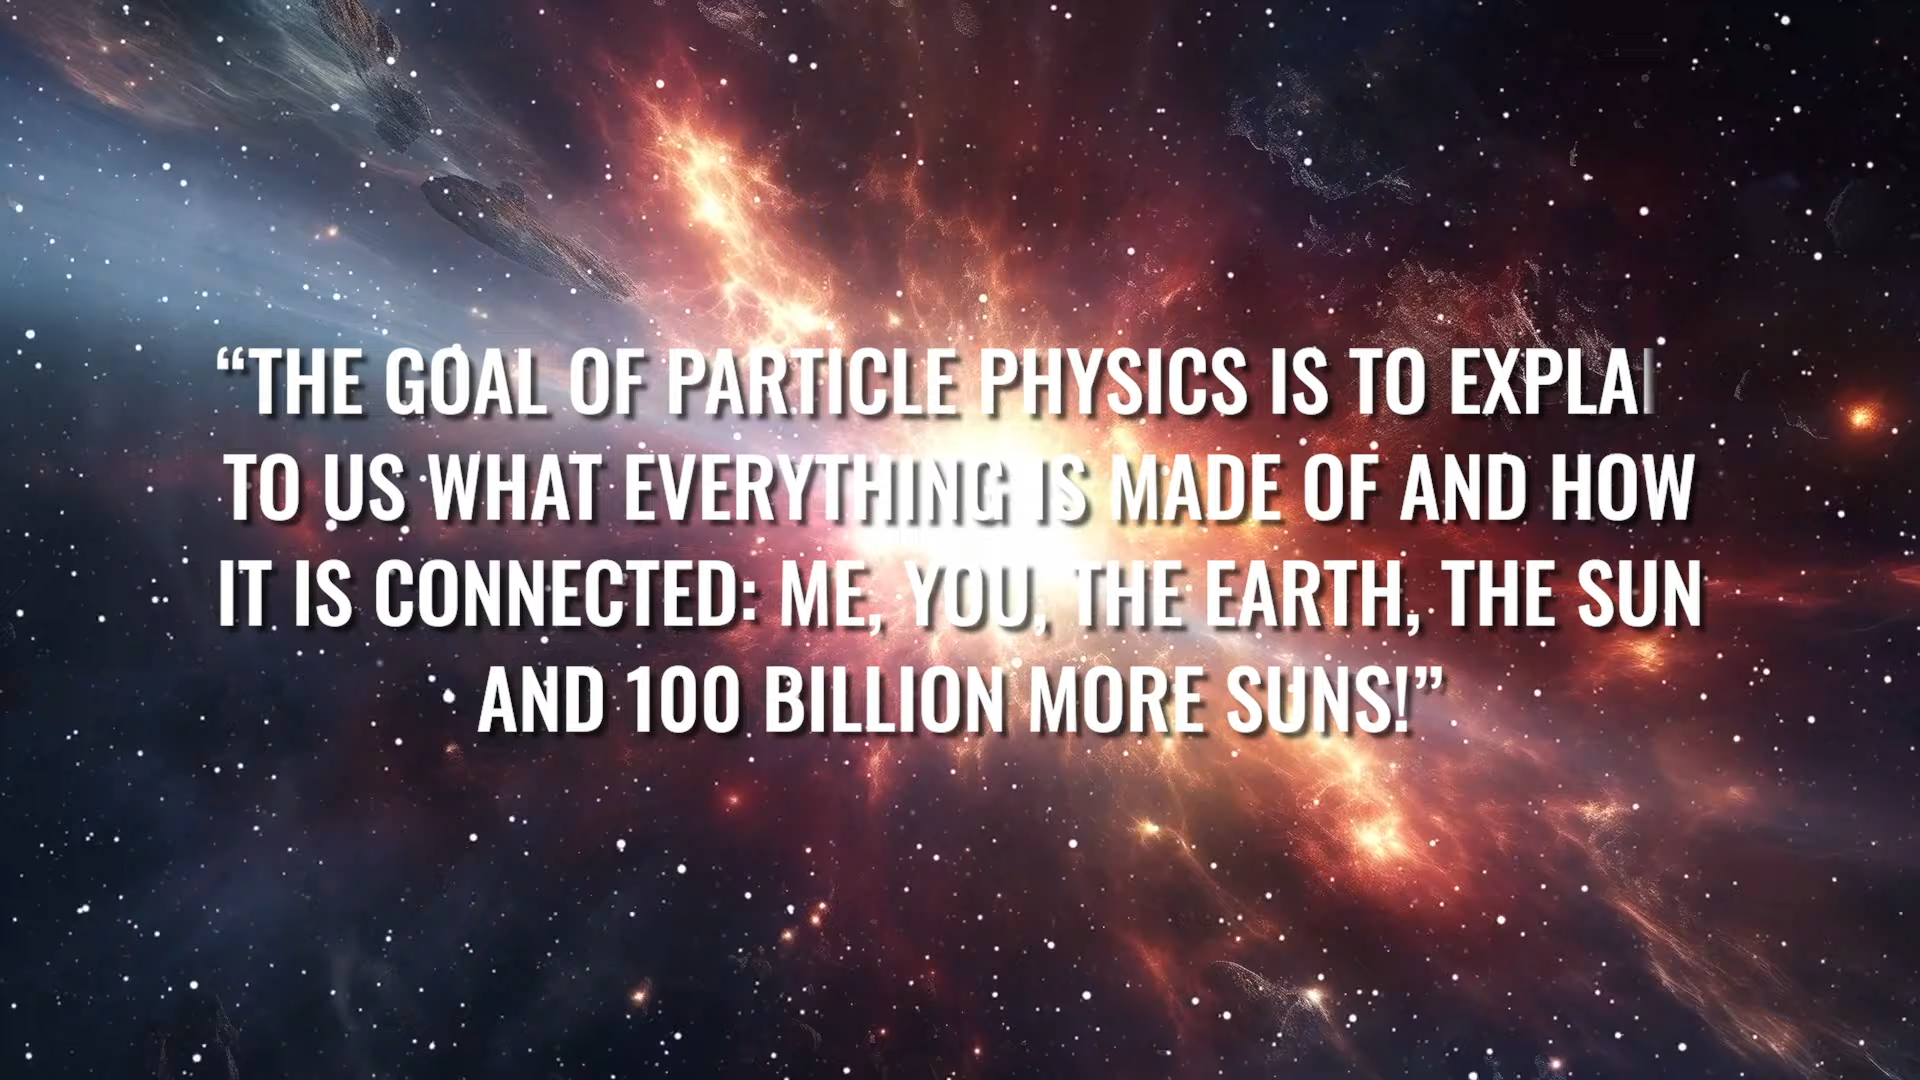 “THE GOAL OF PARTICLE PHYSICS IS TO EXPLAI
TO US WHAT EVERYTHING IS MADE OF AND HOW
IT IS CONNECTED: ME, YOU, THE EARTH, THE SUN
AND 100 BILLION MORE SUNS!”